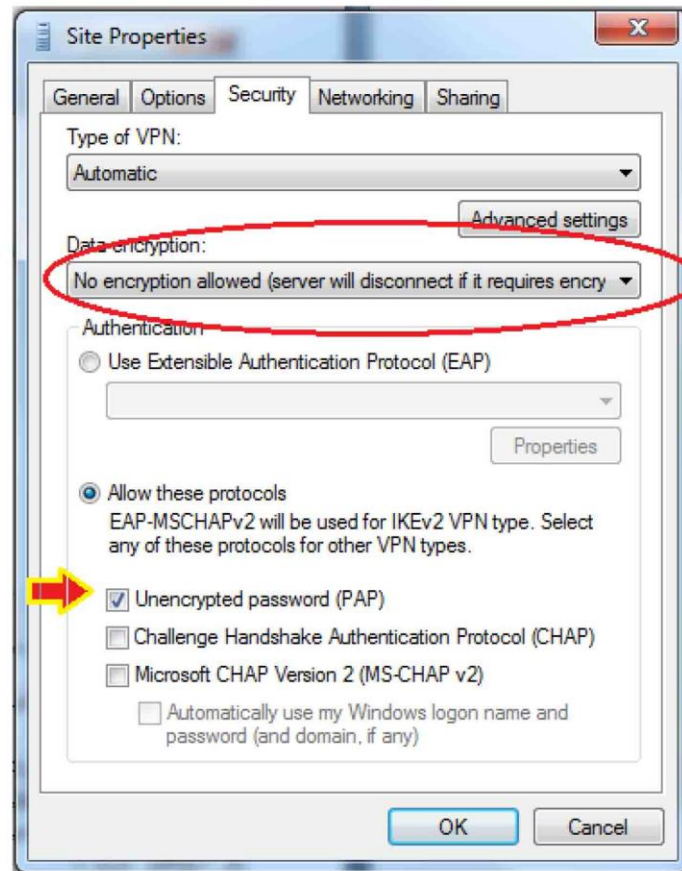 Site Properties
General Options Security Networking Sharing
Type of VPN:
Automatic
Advanced settings
Data encryption:
No encryption allowed (server will disconnect if it requires encry
Authentication
Use Extensible Authentication Protocol (EAP)
Properties
Allow these protocols
EAP-MSCHAPv2 will be used for IKEv2 VPN type. Select
any of these protocols for other VPN types.
Unencrypted password (PAP)
Challenge Handshake Authentication Protocol (CHAP)
Microsoft CHAP Version 2 (MS-CHAP v2)
Automatically use my Windows logon name and
password (and domain, if any)
OK Cancel